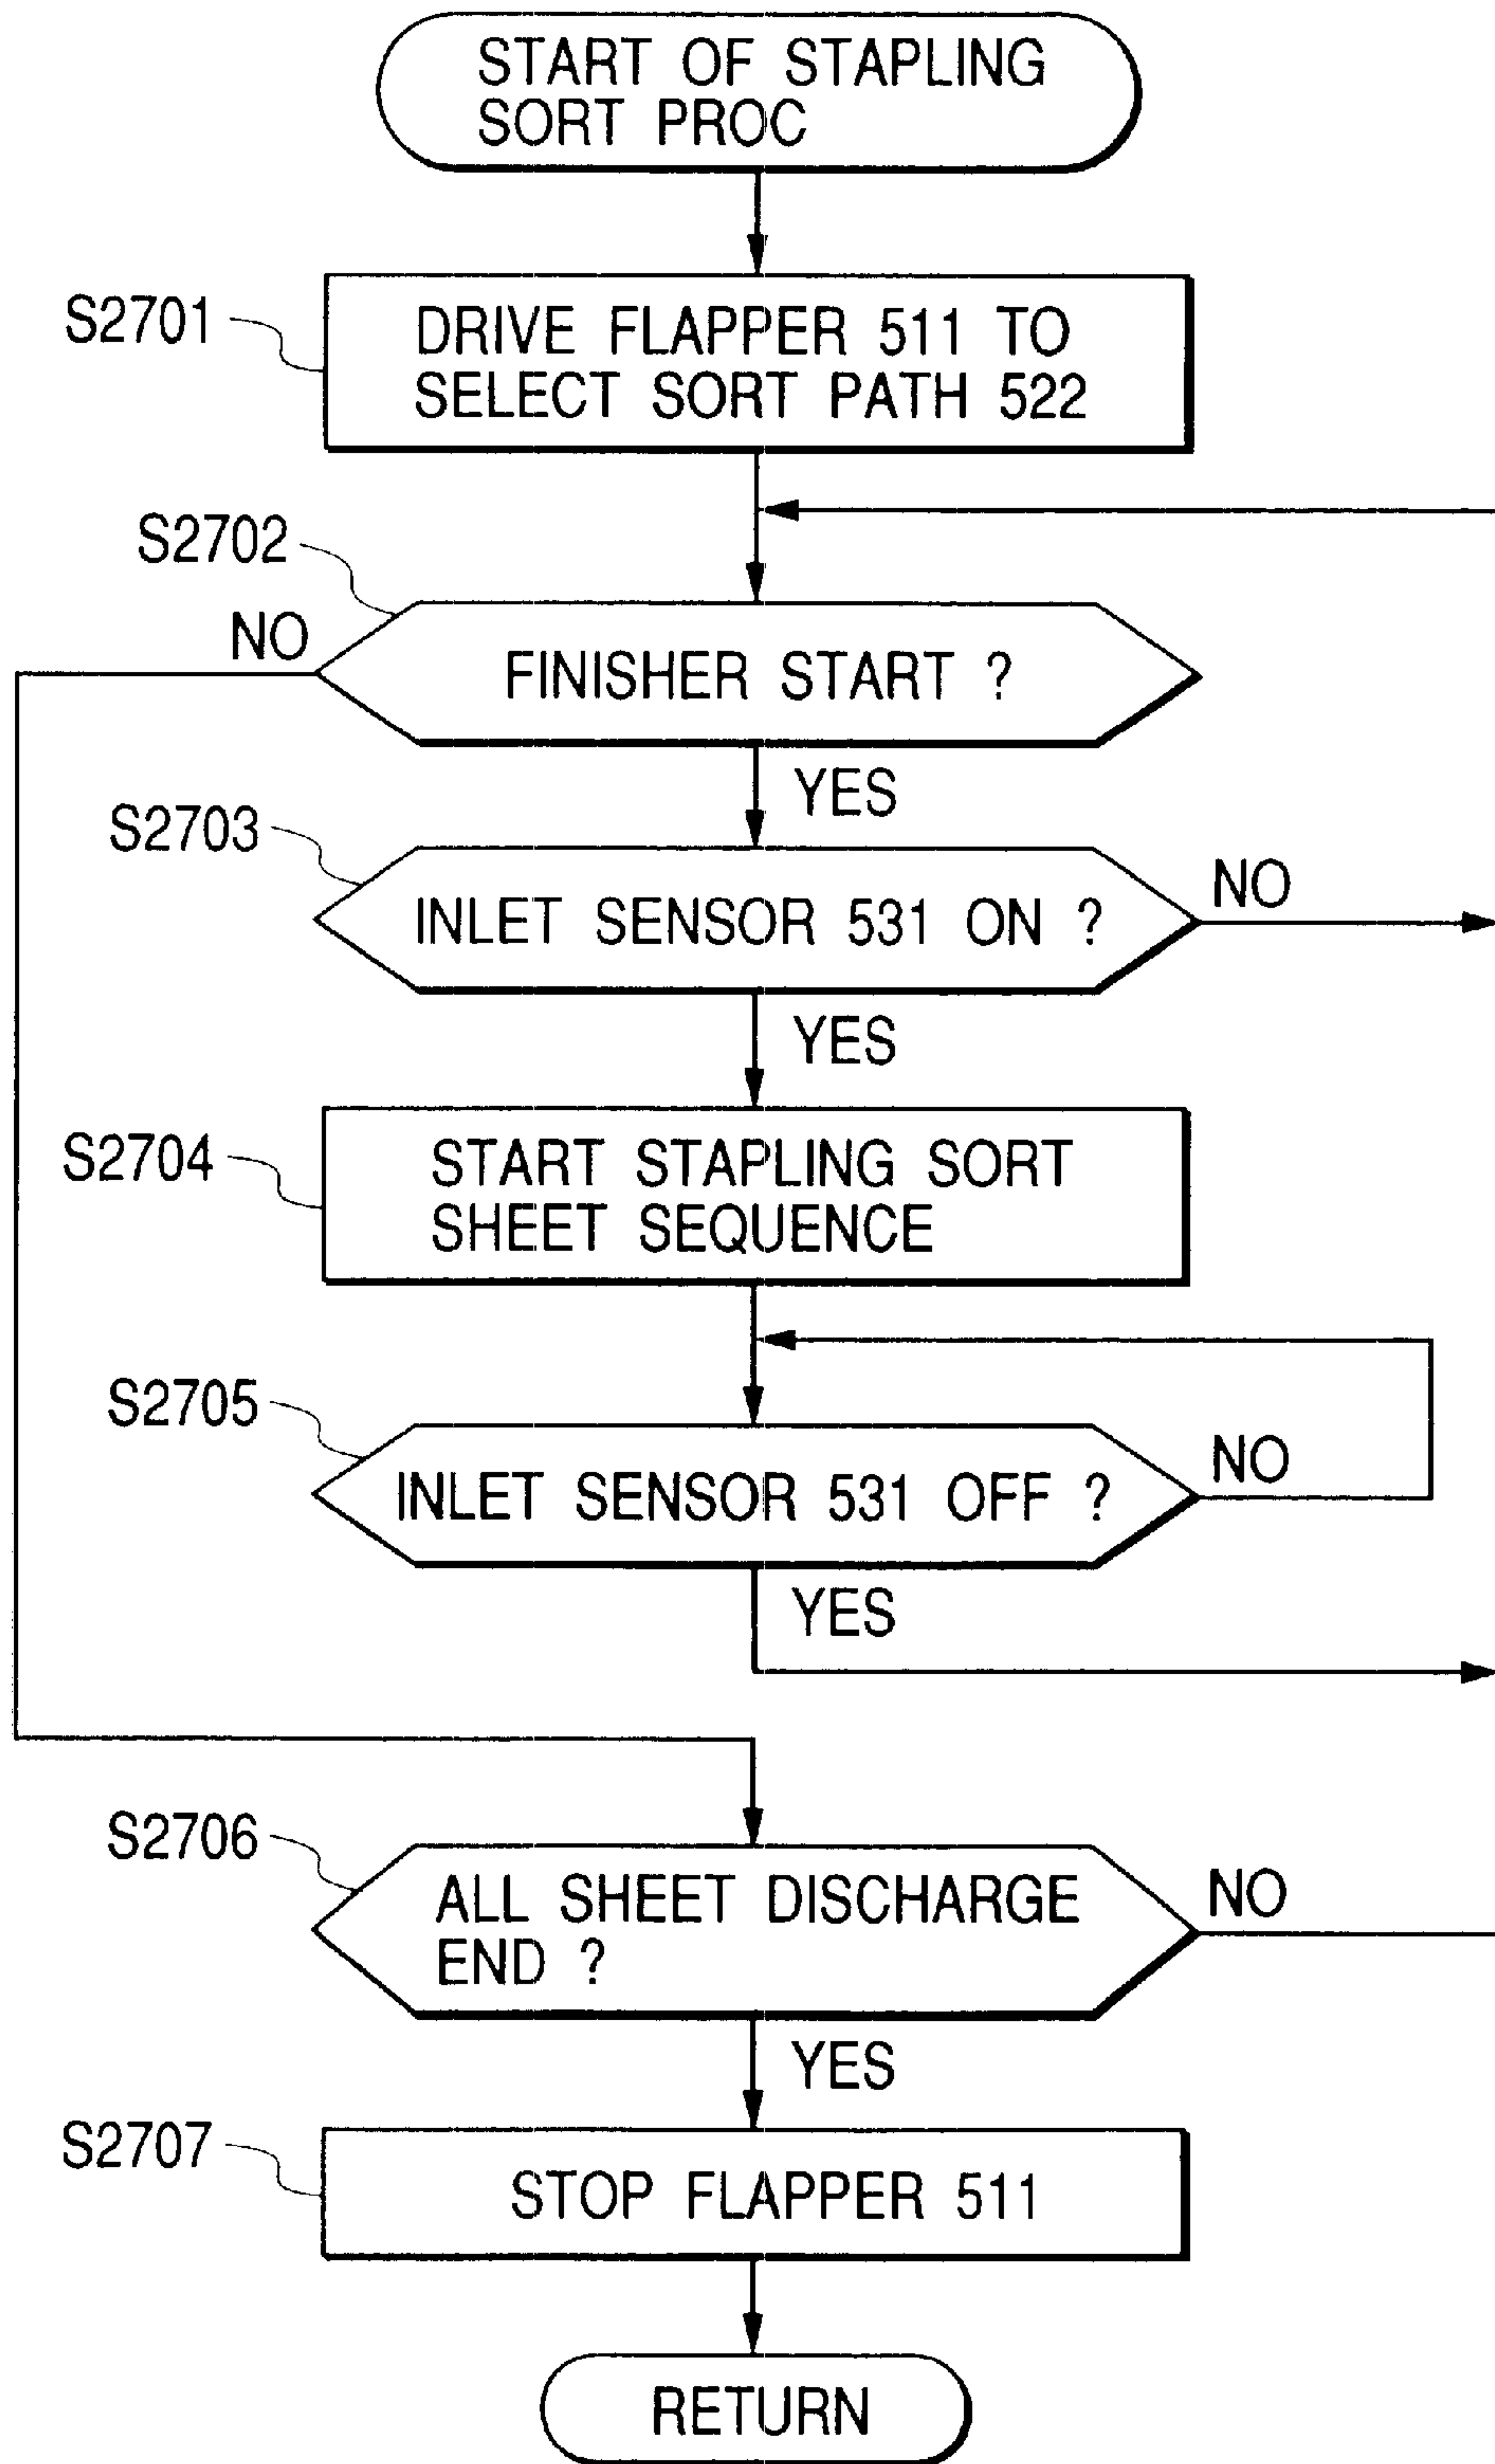 START OF STAPLING
SORT PROC
S2701
DRIVE FLAPPER 511 TO
SELECT SORT PATH 522
S2702
NO
FINISHER START ?
YES
S2703
INLET SENSOR 531 ON ?
NO
YES
S2704
START STAPLING SORT
SHEET SEQUENCE
S2705
INLET SENSOR 531 OFF ?
NO
YES
S2706
ALL SHEET DISCHARGE
END ?
NO
YES
S2707
STOP FLAPPER 511
RETURN